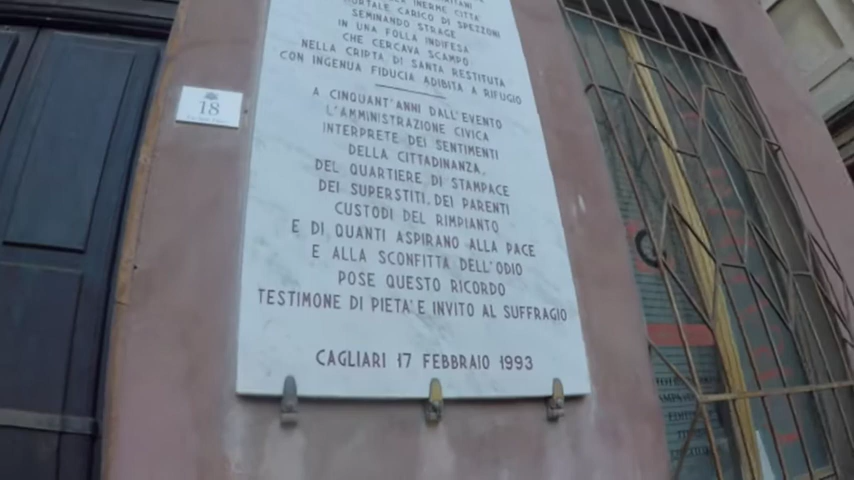 INERME CITTÀ
CARICO DI SPEZZONI
SEMINANDO STRAGE
IN UNA FOLLA INDIFESA
CHE CERCAVA SCAMPO
NELLA CRIPTA DI SANTA RESTITUTA
CON INGENUA FIDUCIA ADIBITA A RIFUGIO
A CINQUANT'ANNI DALL'EVENTO
L'AMMINISTRAZIONE CIVICA
INTERPRETE DEI SENTIMENTI
DELLA CITTADINANZA,
DEL QUARTIERE DI STAMPACE
DEI SUPERSTITI, DEI PARENTI
CUSTODI DEL RIMPIANTO
E DI QUANTI ASPIRANO ALLA PACE
E ALLA SCONFITTA DELL'ODIO
POSE QUESTO RICORDO
TESTIMONE DI PIETA' E INVITO AL SUFFRAGIO
CAGLIARI 17 FEBBRAIO 1993
18